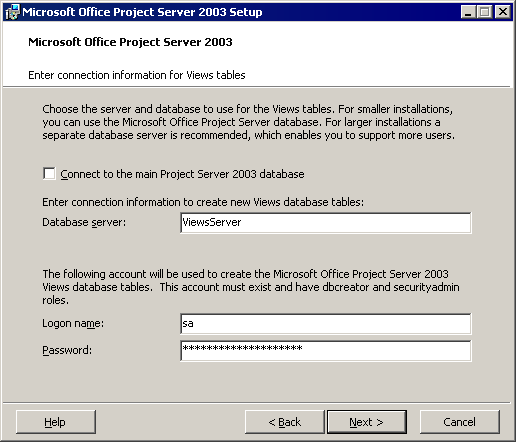 Microsoft Office Project Server 2003 Setup
Microsoft Office Project Server 2003
Enter connection information for Views tables
Choose the server and database to use for the Views tables. For smaller installations,
you can use the Microsoft Office Project Server database. For larger installations a
separate database server is recommended, which enables you to support more users.
Connect to the main Project Server 2003 database
Enter connection information to create new Views database tables:
Database server: ViewsServer
The following account will be used to create the Microsoft Office Project Server 2003
Views database tables. This account must exist and have dbcreator and securityadmin
roles.
Logon name: sa
Password: ********************
Help < Back Next > Cancel